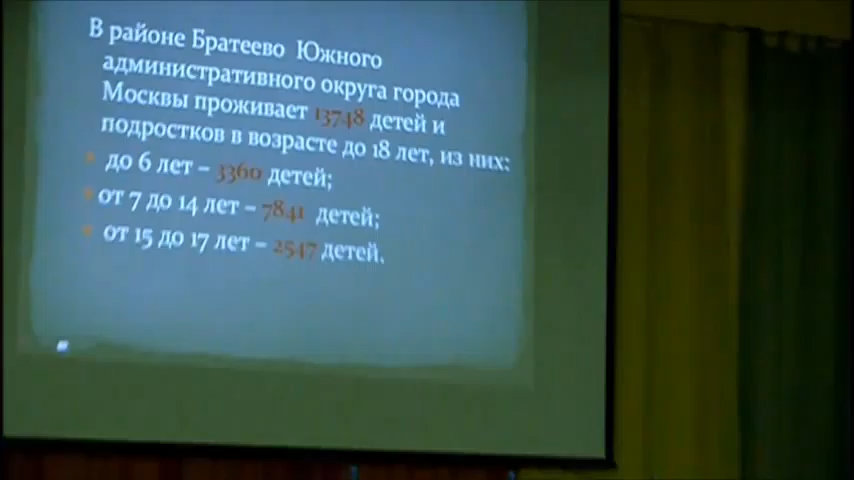 В районе Братеево Южного
административного округа города
Москвы проживает 13748 детей и
подростков в возрасте до 18 лет, из них:
до 6 лет – 3360 детей;
от 7 до 14 лет – 7841 детей;
от 15 до 17 лет – 2547 детей.